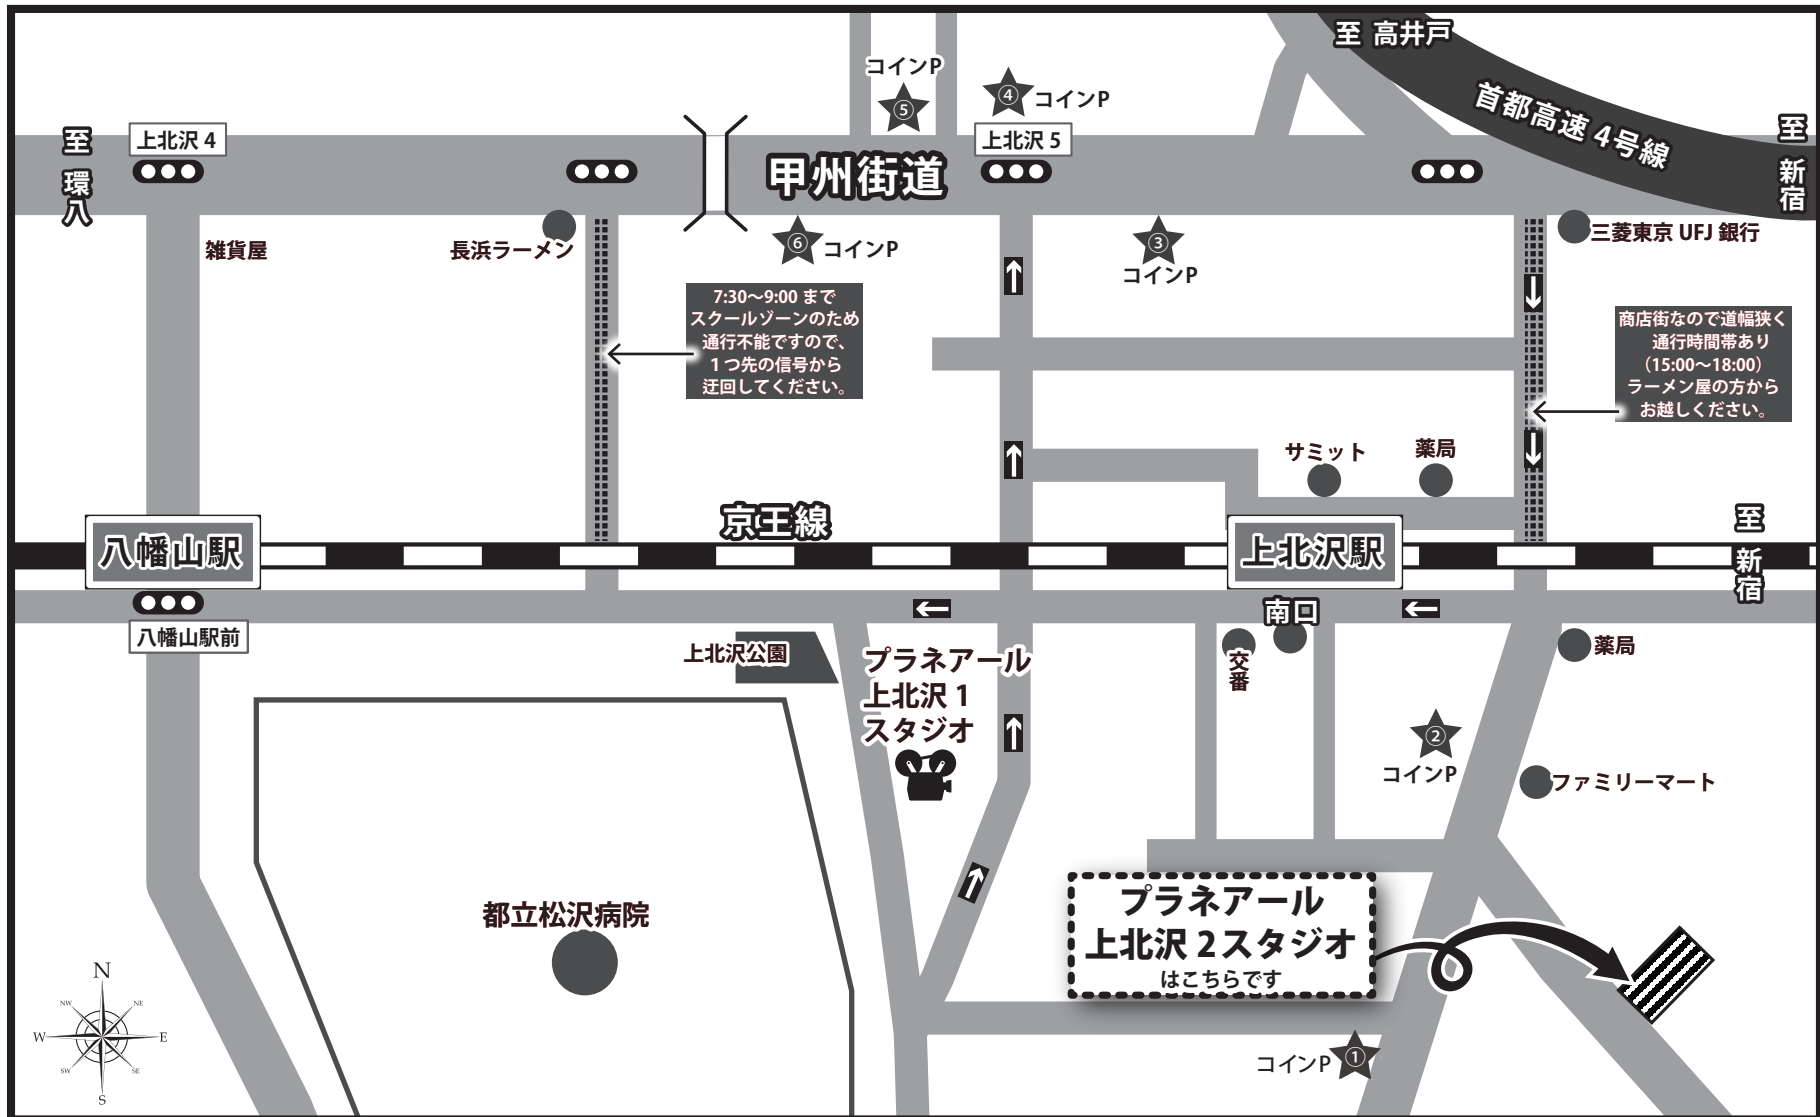 至 高井戸
首都高速 4号線
至 新宿
コインP
⑤
④
コインP
至 環八
上北沢 4
上北沢 5
甲州街道
雑貨屋
長浜ラーメン
⑥
コインP
③
コインP
三菱東京 UFJ 銀行
7:30～9:00 まで
スクールゾーンのため
通行不能ですので、
1 つ先の信号から
迂回してください。
商店街なので道幅狭く
通行時間帯あり
（15:00～18:00）
ラーメン屋の方から
お越しください。
サミット
薬局
京王線
八幡山駅
上北沢駅
至 新宿
南口
八幡山駅前
上北沢公園
プラネアール
上北沢 1
スタジオ
交番
薬局
②
コインP
ファミリーマート
都立松沢病院
プラネアール
上北沢 2スタジオ
はこちらです
コインP
①
N
NW
NE
W
E
SW
SE
S